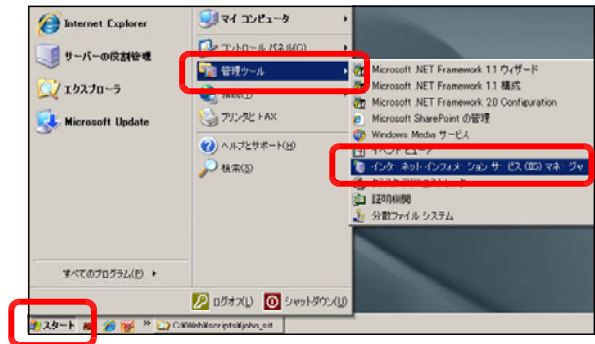 Internet Explorer
サーバーの役割管理
エクスプローラ
Microsoft Update
すべてのプログラム(P)
マイ コンピュータ
コントロール パネル(C)
管理ツール
プリンタと FAX
ヘルプとサポート(H)
検索(S)
ログオフ(L)
シャットダウン(U)
Microsoft .NET Framework 1.1 ウィザード
Microsoft .NET Framework 1.1 構成
Microsoft .NET Framework 2.0 Configuration
Microsoft SharePoint の管理
Windows Media サービス
イベント ビューア
インターネット インフォメーション サービス (IIS) マネージャ
証明機関
分散ファイル システム
スタート